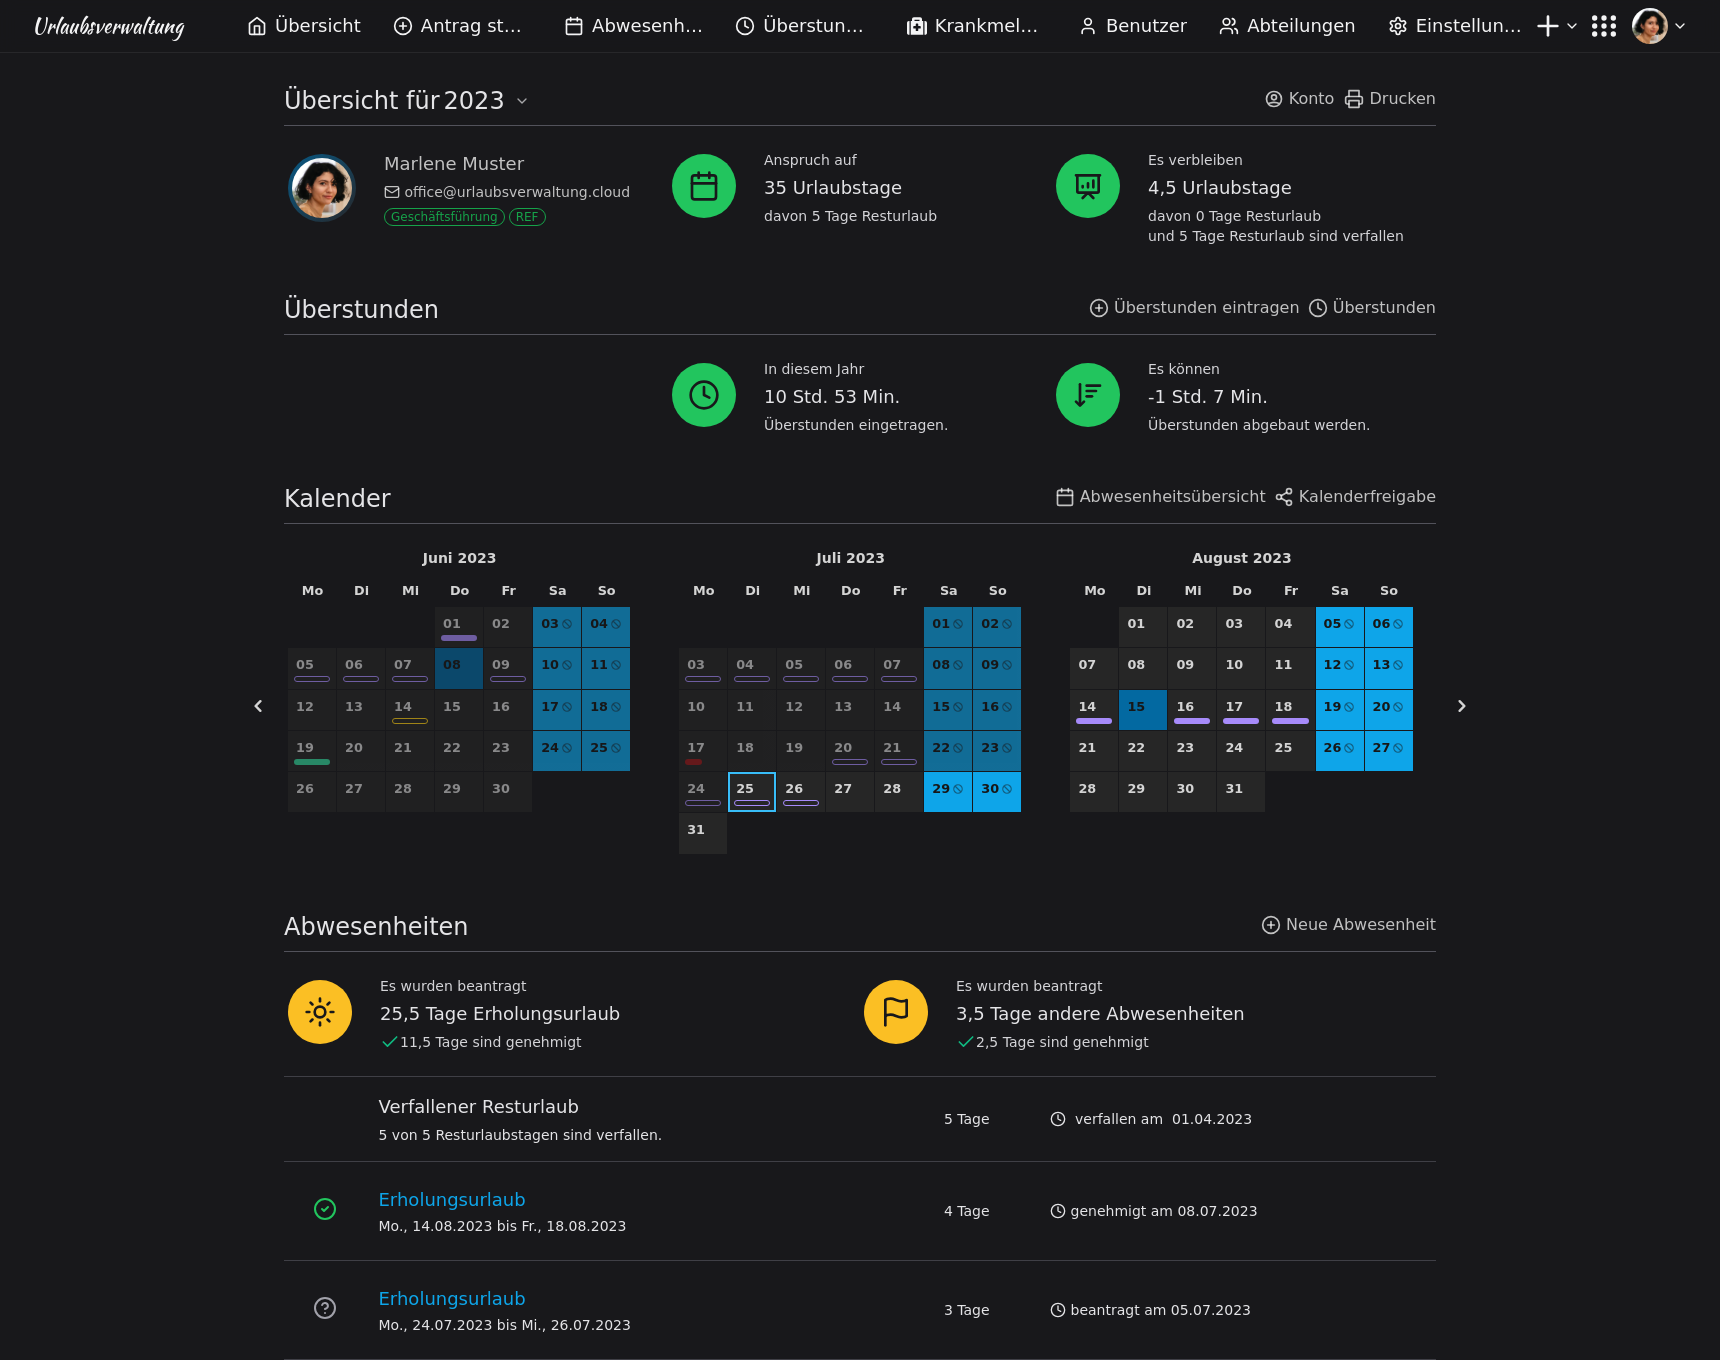 Urlaubsverwaltung Übersicht Antrag st... Abwesenh... Überstun... Krankmel... Benutzer Abteilungen Einstellun...
Übersicht für 2023 Konto Drucken
Marlene Muster
office@urlaubsverwaltung.cloud
Geschäftsführung REF
Anspruch auf
35 Urlaubstage
davon 5 Tage Resturlaub
Es verbleiben
4,5 Urlaubstage
davon 0 Tage Resturlaub
und 5 Tage Resturlaub sind verfallen
Überstunden Überstunden eintragen Überstunden
In diesem Jahr
10 Std. 53 Min.
Überstunden eingetragen.
Es können
-1 Std. 7 Min.
Überstunden abgebaut werden.
Kalender Abwesenheitsübersicht Kalenderfreigabe
Juni 2023
Mo Di Mi Do Fr Sa So
01 02 03 04
05 06 07 08 09 10 11
12 13 14 15 16 17 18
19 20 21 22 23 24 25
26 27 28 29 30
Juli 2023
Mo Di Mi Do Fr Sa So
01 02
03 04 05 06 07 08 09
10 11 12 13 14 15 16
17 18 19 20 21 22 23
24 25 26 27 28 29 30
31
August 2023
Mo Di Mi Do Fr Sa So
01 02 03 04 05 06
07 08 09 10 11 12 13
14 15 16 17 18 19 20
21 22 23 24 25 26 27
28 29 30 31
Abwesenheiten Neue Abwesenheit
Es wurden beantragt
25,5 Tage Erholungsurlaub
11,5 Tage sind genehmigt
Es wurden beantragt
3,5 Tage andere Abwesenheiten
2,5 Tage sind genehmigt
Verfallener Resturlaub
5 von 5 Resturlaubstagen sind verfallen.
5 Tage verfallen am 01.04.2023
Erholungsurlaub
Mo., 14.08.2023 bis Fr., 18.08.2023
4 Tage genehmigt am 08.07.2023
Erholungsurlaub
Mo., 24.07.2023 bis Mi., 26.07.2023
3 Tage beantragt am 05.07.2023